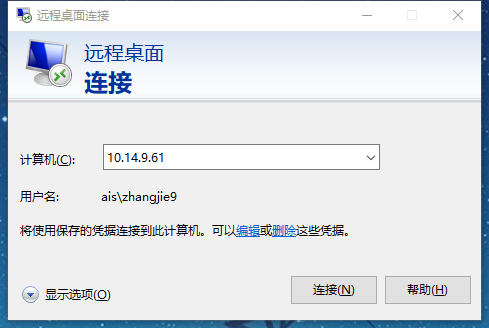 远程桌面连接
远程桌面
连接
计算机(C): 10.14.9.61
用户名: ais\zhangjie9
将使用保存的凭据连接到此计算机。可以编辑或删除这些凭据。
显示选项(O) 连接(N) 帮助(H)